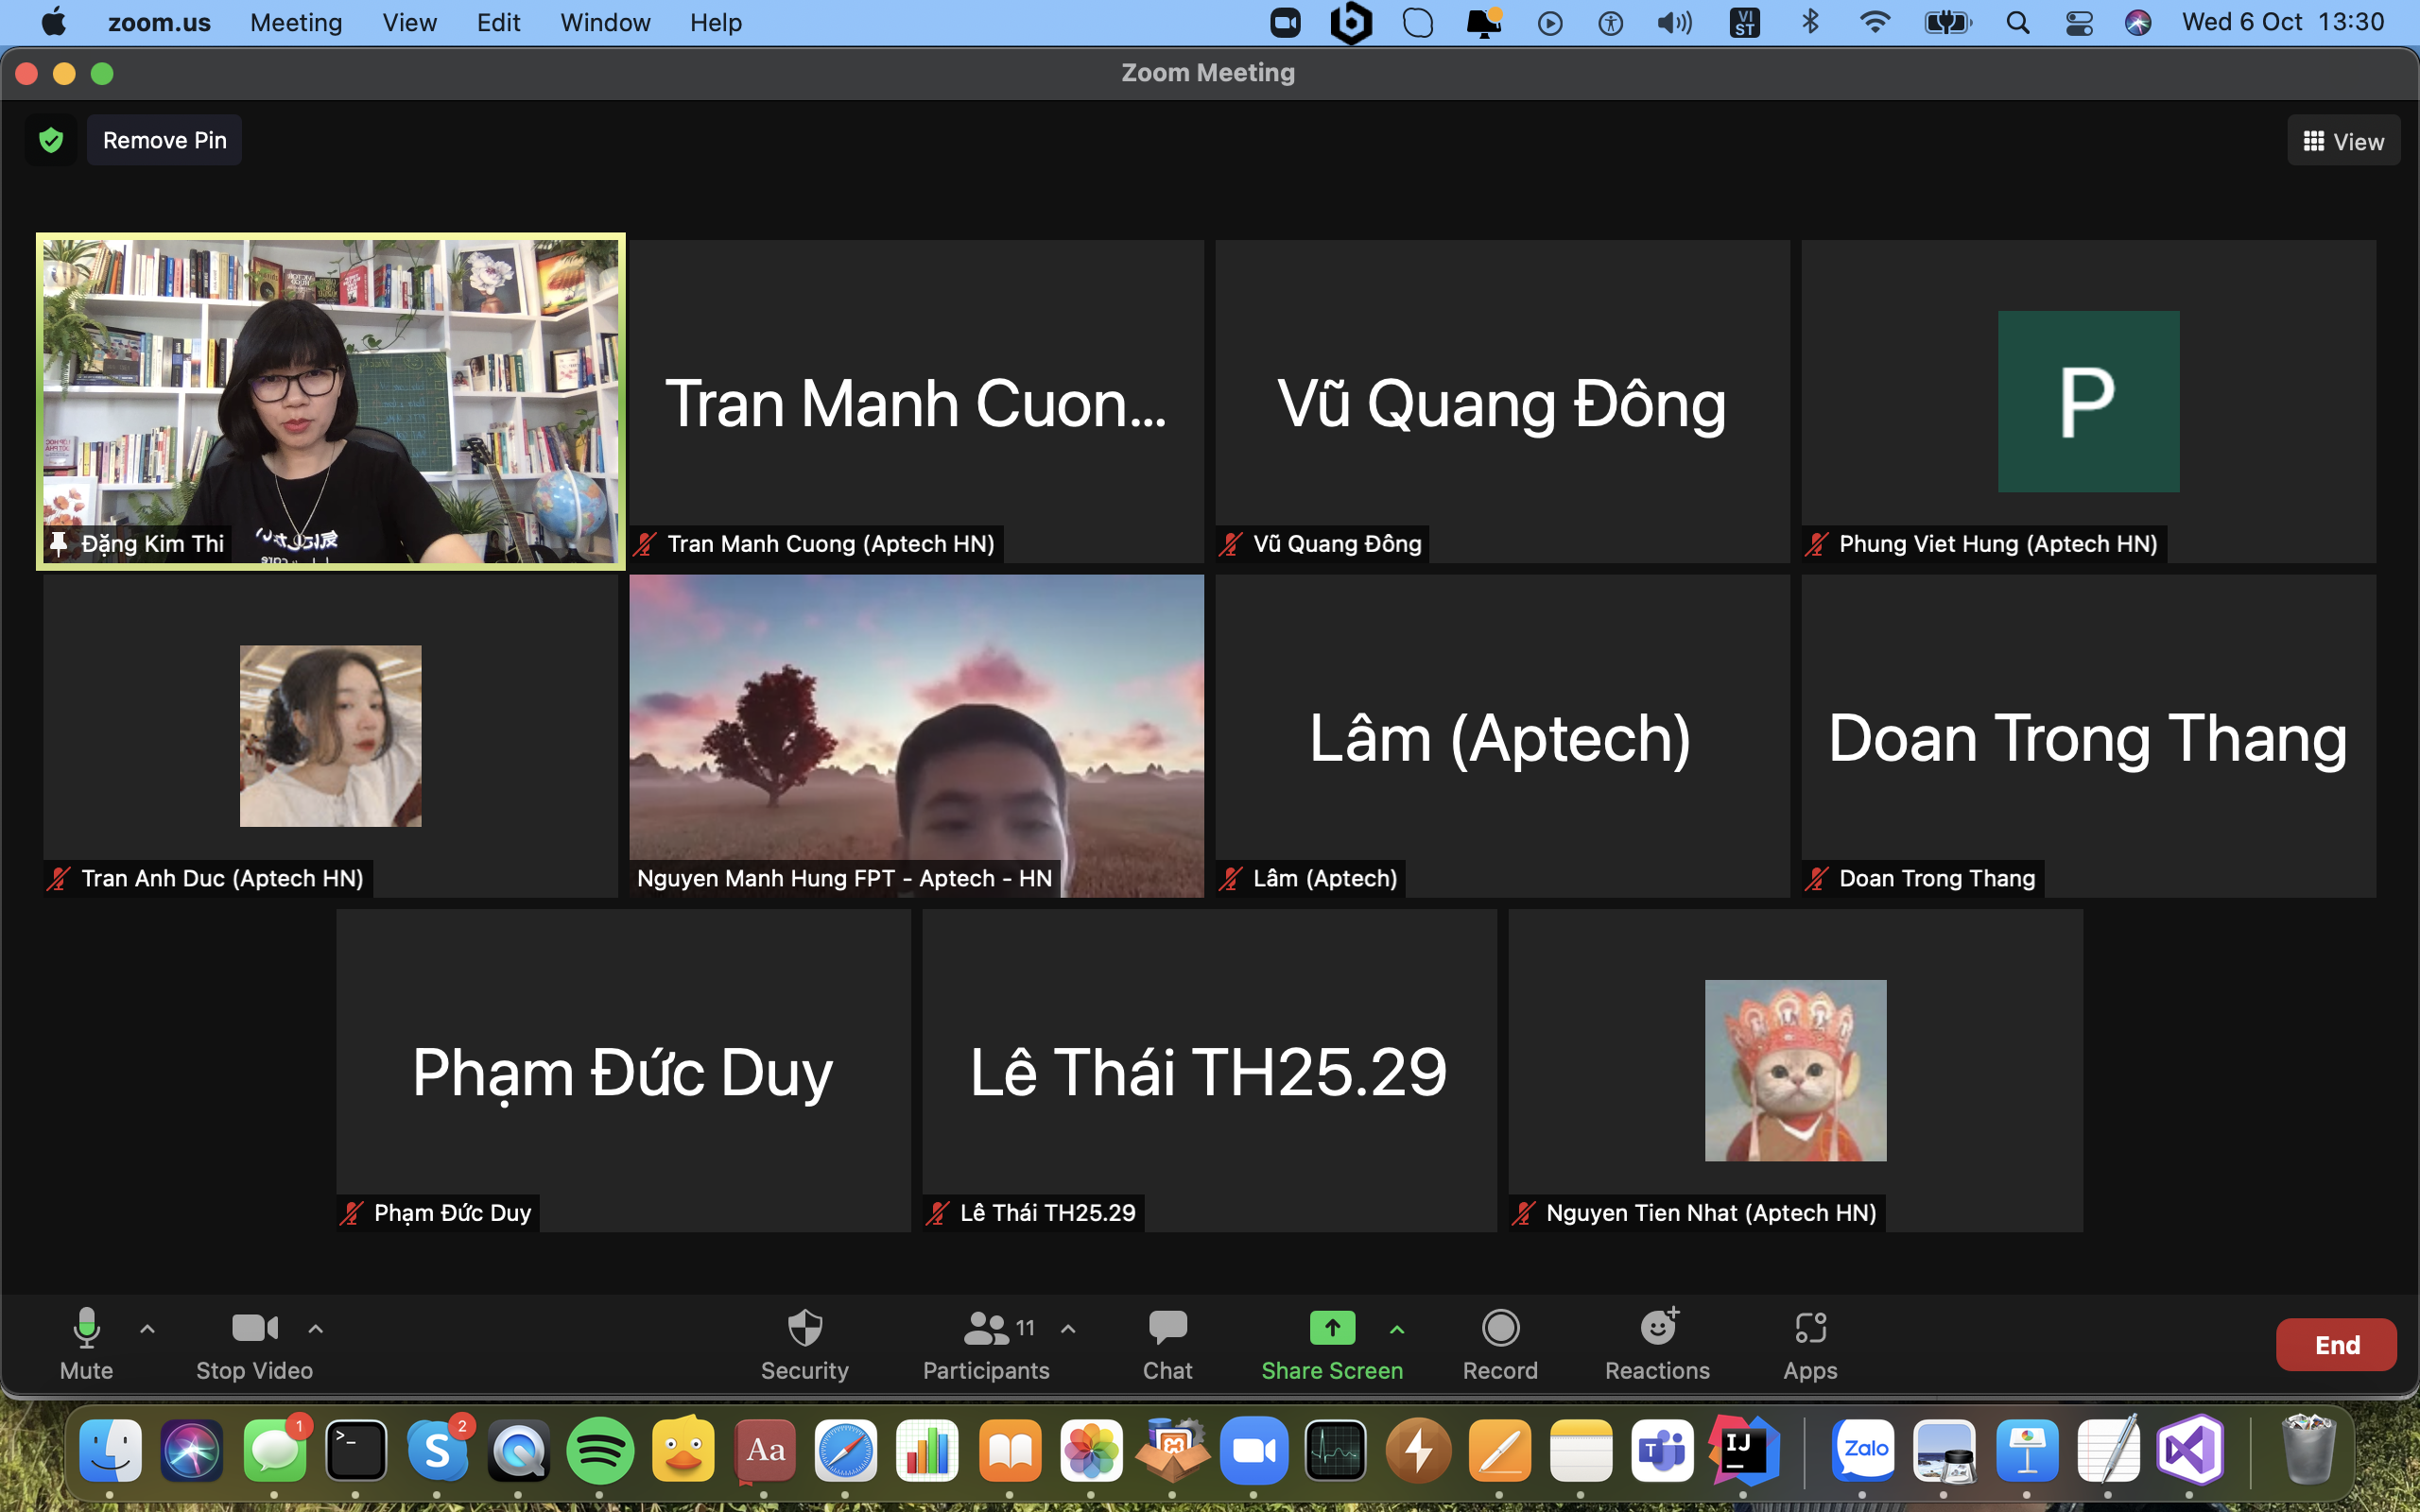 zoom.us Meeting View Edit Window Help VI ST Wed 6 Oct 13:30
Zoom Meeting
Remove Pin View
Đặng Kim Thi
Tran Manh Cuon...
Tran Manh Cuong (Aptech HN)
Vũ Quang Đông
Vũ Quang Đông
P
Phung Viet Hung (Aptech HN)
Tran Anh Duc (Aptech HN)
Nguyen Manh Hung FPT - Aptech - HN
Lâm (Aptech)
Lâm (Aptech)
Doan Trong Thang
Doan Trong Thang
Phạm Đức Duy
Phạm Đức Duy
Lê Thái TH25.29
Lê Thái TH25.29
Nguyen Tien Nhat (Aptech HN)
11
Mute Stop Video Security Participants Chat Share Screen Record Reactions Apps End
1 >_ S 2 Aa T IJ Zalo